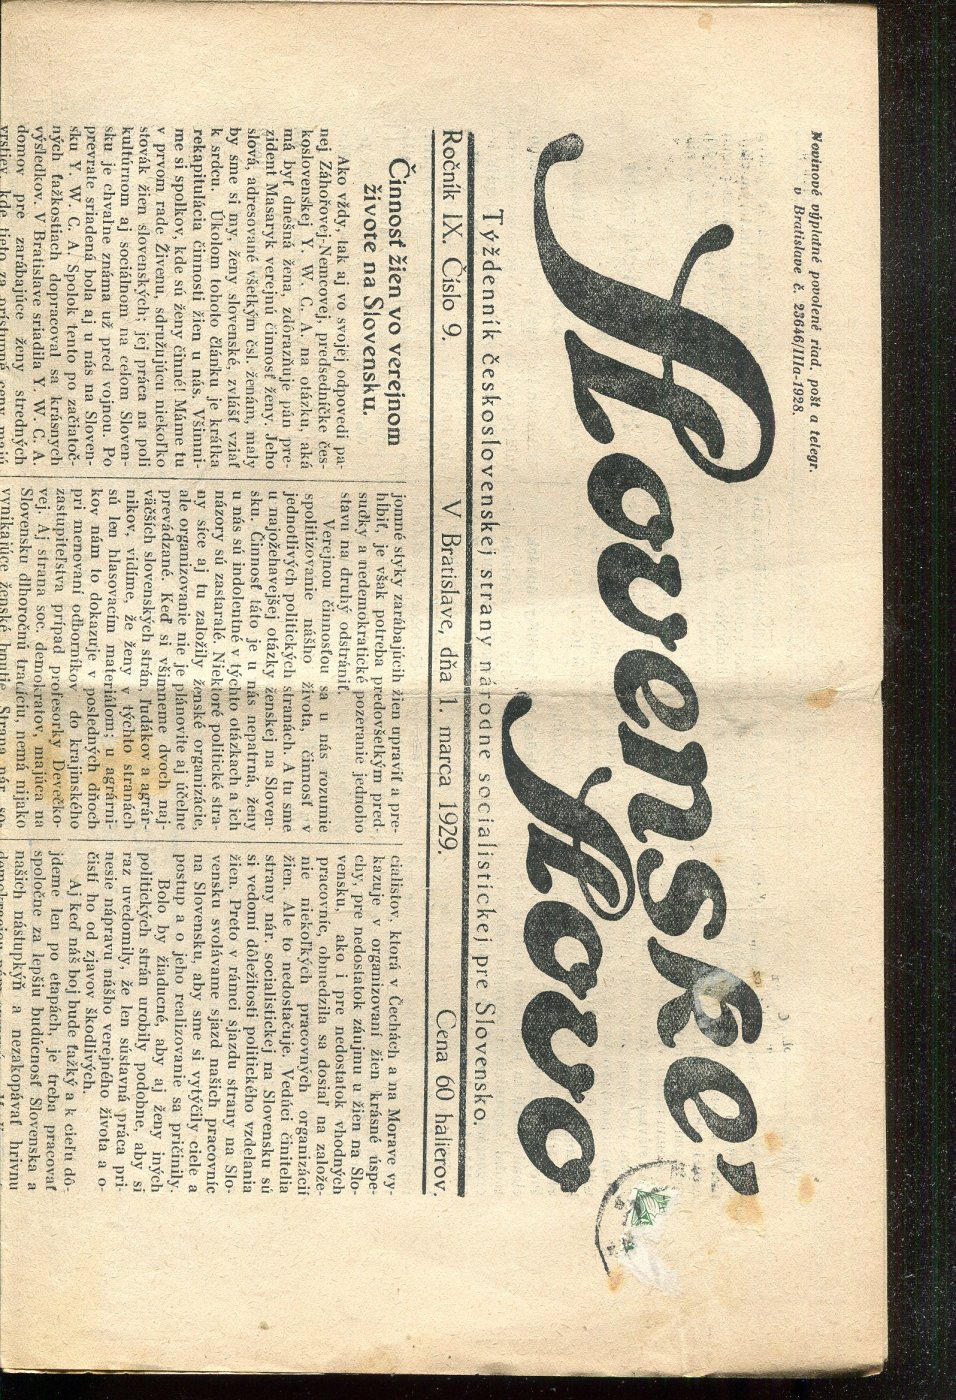 Novinové výplatné povolené riad. pošt a telegr.
v Bratislave č. 23646/IIIa-1928.
Slovenské
Slovo
Týždenník československej strany národne socialistickej pre Slovensko.
Ročník IX. Číslo 9. V Bratislave, dňa 1. marca 1929. Cena 60 halierov.
Činnosť žien vo verejnom
živote na Slovensku.
Ako vždy, tak aj vo svojej odpovedi pa-
nej Záhořovej-Nemcovej, predsedničke čes-
koslovenskej Y. W. C. A. na otázku, aká
má byť dnešná žena, zdôrazňuje pán pre-
zident Masaryk verejnú činnosť ženy. Jeho
slová, adresované všetkým čsl. ženám, maly
by sme si my, ženy slovenské, zvlášť vziať
k srdcu. Úkolom tohoto článku je krátka
rekapitulácia činnosti žien u nás. Všimni-
me si spolkov, kde sú ženy činné! Máme tu
v prvom rade Živenu, sdružujúcu niekoľko
stovák žien slovenských; jej práca na poli
kultúrnom aj sociálnom na celom Sloven-
sku je chvalne známa už pred vojnou. Po
prevrate sriadená bola aj u nás na Sloven-
sku Y. W. C. A. Spolok tento po začiatoč-
ných ťažkostiach dopracoval sa krásnych
výsledkov. V Bratislave sriadila Y. W. C. A.
domov pre zarábajúce ženy stredných
vrstiev, kde tieto za prístupné ceny majú
jomné styky zarábajúcih žien upraviť a pre-
hĺbiť, je však potreba predovšetkým pred-
sudky a nedemokratické pozeranie jednoho
stavu na druhý odstrániť.
Verejnou činnosťou sa u nás rozumie
spolitizovanie nášho života, činnosť v
jednotlivých politických stranách. A tu sme
u najožehavejšej otázky ženskej na Sloven-
sku. Činnosť táto je u nás nepatrná, ženy
u nás sú indolentné v týchto otázkach a ich
názory sú zastaralé. Niektoré politické stra-
ny síce aj tu založily ženské organizácie,
ale organizovanie nie je plánovite aj účelne
prevádzané. Keď si všimneme dvoch naj-
väčších slovenských strán, ľudákov a agrár-
nikov, vidíme, že ženy v týchto stranách
sú len hlasovacím materiálom; u agrárni-
kov nám to dokazuje v posledných dňoch
pri menovaní odborníkov do krajinského
zastupiteľstva prípad profesorky Devečko-
vej. Aj strana soc. demokratov, majúca na
Slovensku dlhoročnú tradíciu, nemá nijako
vynikajúce ženské hnutie. Strana nár. so-
cialistov, ktorá v Čechách a na Morave vy-
kazuje v organizovaní žien krásné úspe-
chy, pre nedostatok záujmu u žien na Slo-
vensku, ako i pre nedostatok vhodných
pracovníc, obmedzila sa dosiaľ na založe-
nie niekoľkých pracovných organizácií
žien. Ale to nedostačuje. Vedúci činitelia
strany nár. socialistickej na Slovensku sú
si vedomí dôležitosti politického vzdelania
žien. Preto v rámci sjazdu strany na Slo-
vensku svolávame sjazd našich pracovníc
na Slovensku, aby sme si vytýčily ciele a
postup a o jeho realizovanie sa pričinily.
Bolo by žiaducné, aby aj ženy iných
politických strán urobily podobne, aby si
raz uvedomily, že len sústavná práca pri-
nesie nápravu nášho verejného života a o-
čistí ho od zjavov škodlivých.
Aj keď náš boj bude ťažký a k cieľu dô-
jdeme len po etapách, je treba pracovať
spoločne za lepšiu budúcnosť Slovenska a
našich nástupkýň a nezakopávať hrivnu